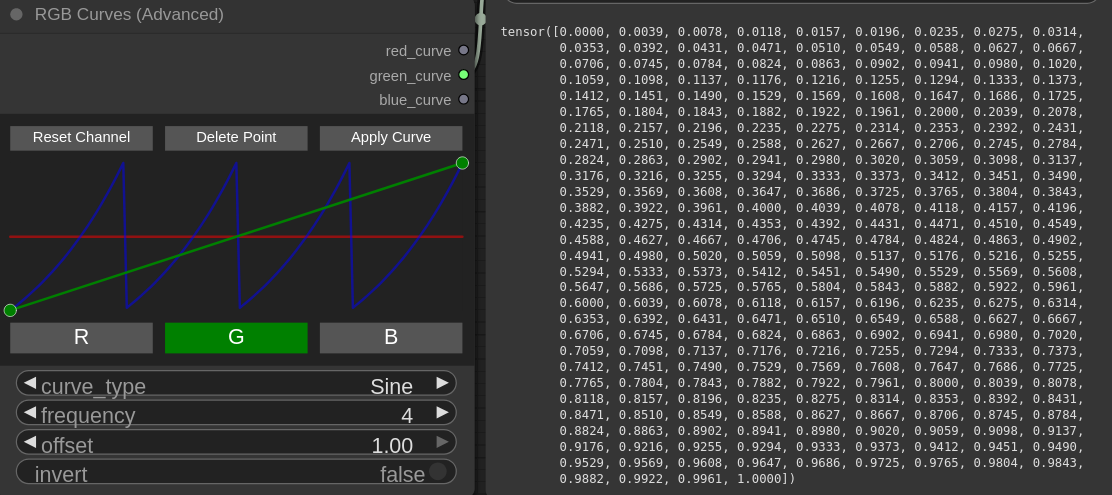 RGB Curves (Advanced)
red_curve
green_curve
blue_curve
Reset Channel Delete Point Apply Curve
R G B
curve_type Sine
frequency 4
offset 1.00
invert false
tensor([0.0000, 0.0039, 0.0078, 0.0118, 0.0157, 0.0196, 0.0235, 0.0275, 0.0314,
0.0353, 0.0392, 0.0431, 0.0471, 0.0510, 0.0549, 0.0588, 0.0627, 0.0667,
0.0706, 0.0745, 0.0784, 0.0824, 0.0863, 0.0902, 0.0941, 0.0980, 0.1020,
0.1059, 0.1098, 0.1137, 0.1176, 0.1216, 0.1255, 0.1294, 0.1333, 0.1373,
0.1412, 0.1451, 0.1490, 0.1529, 0.1569, 0.1608, 0.1647, 0.1686, 0.1725,
0.1765, 0.1804, 0.1843, 0.1882, 0.1922, 0.1961, 0.2000, 0.2039, 0.2078,
0.2118, 0.2157, 0.2196, 0.2235, 0.2275, 0.2314, 0.2353, 0.2392, 0.2431,
0.2471, 0.2510, 0.2549, 0.2588, 0.2627, 0.2667, 0.2706, 0.2745, 0.2784,
0.2824, 0.2863, 0.2902, 0.2941, 0.2980, 0.3020, 0.3059, 0.3098, 0.3137,
0.3176, 0.3216, 0.3255, 0.3294, 0.3333, 0.3373, 0.3412, 0.3451, 0.3490,
0.3529, 0.3569, 0.3608, 0.3647, 0.3686, 0.3725, 0.3765, 0.3804, 0.3843,
0.3882, 0.3922, 0.3961, 0.4000, 0.4039, 0.4078, 0.4118, 0.4157, 0.4196,
0.4235, 0.4275, 0.4314, 0.4353, 0.4392, 0.4431, 0.4471, 0.4510, 0.4549,
0.4588, 0.4627, 0.4667, 0.4706, 0.4745, 0.4784, 0.4824, 0.4863, 0.4902,
0.4941, 0.4980, 0.5020, 0.5059, 0.5098, 0.5137, 0.5176, 0.5216, 0.5255,
0.5294, 0.5333, 0.5373, 0.5412, 0.5451, 0.5490, 0.5529, 0.5569, 0.5608,
0.5647, 0.5686, 0.5725, 0.5765, 0.5804, 0.5843, 0.5882, 0.5922, 0.5961,
0.6000, 0.6039, 0.6078, 0.6118, 0.6157, 0.6196, 0.6235, 0.6275, 0.6314,
0.6353, 0.6392, 0.6431, 0.6471, 0.6510, 0.6549, 0.6588, 0.6627, 0.6667,
0.6706, 0.6745, 0.6784, 0.6824, 0.6863, 0.6902, 0.6941, 0.6980, 0.7020,
0.7059, 0.7098, 0.7137, 0.7176, 0.7216, 0.7255, 0.7294, 0.7333, 0.7373,
0.7412, 0.7451, 0.7490, 0.7529, 0.7569, 0.7608, 0.7647, 0.7686, 0.7725,
0.7765, 0.7804, 0.7843, 0.7882, 0.7922, 0.7961, 0.8000, 0.8039, 0.8078,
0.8118, 0.8157, 0.8196, 0.8235, 0.8275, 0.8314, 0.8353, 0.8392, 0.8431,
0.8471, 0.8510, 0.8549, 0.8588, 0.8627, 0.8667, 0.8706, 0.8745, 0.8784,
0.8824, 0.8863, 0.8902, 0.8941, 0.8980, 0.9020, 0.9059, 0.9098, 0.9137,
0.9176, 0.9216, 0.9255, 0.9294, 0.9333, 0.9373, 0.9412, 0.9451, 0.9490,
0.9529, 0.9569, 0.9608, 0.9647, 0.9686, 0.9725, 0.9765, 0.9804, 0.9843,
0.9882, 0.9922, 0.9961, 1.0000])